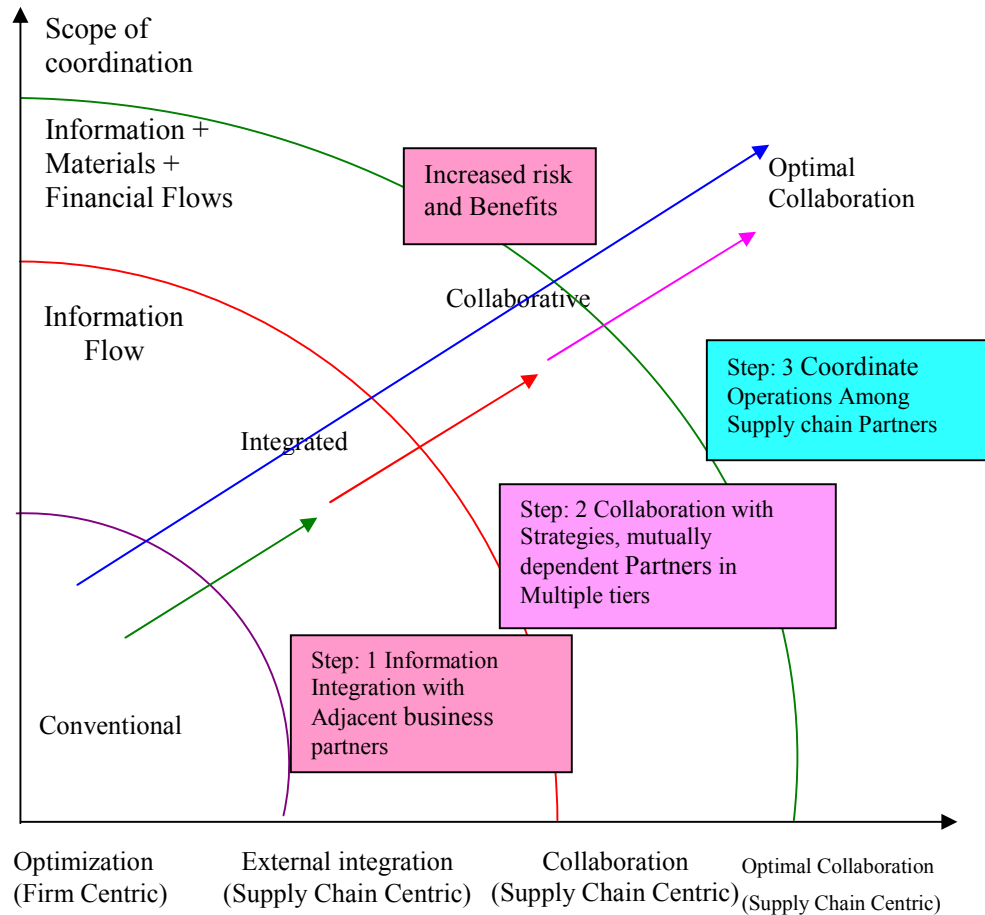 Scope of
coordination
Information +
Materials +
Financial Flows
Increased risk
and Benefits
Optimal
Collaboration
Collaborative
Information
Flow
Step: 3 Coordinate
Operations Among
Supply chain Partners
Integrated
Step: 2 Collaboration with
Strategies, mutually
dependent Partners in
Multiple tiers
Step: 1 Information
Integration with
Adjacent business
partners
Conventional
Optimization
(Firm Centric)
External integration
(Supply Chain Centric)
Collaboration
(Supply Chain Centric)
Optimal Collaboration
(Supply Chain Centric)